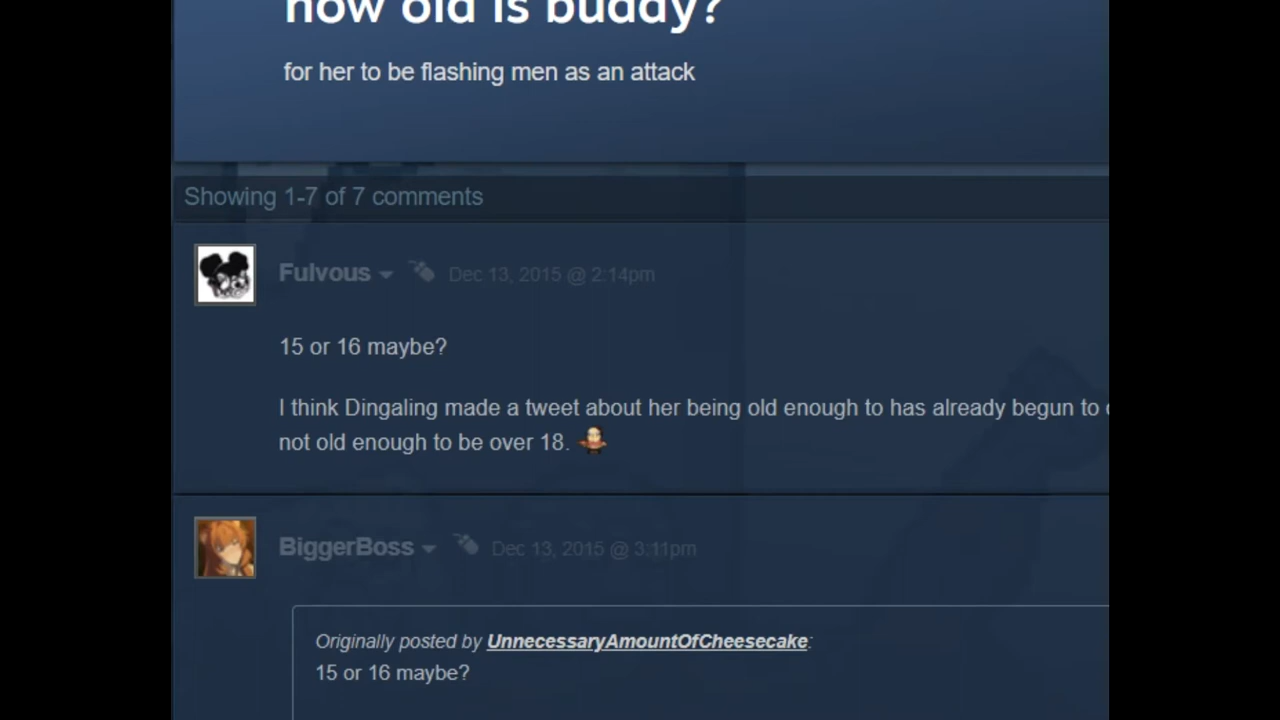 how old is buddy?
for her to be flashing men as an attack
Showing 1-7 of 7 comments
Fulvous
Dec 13, 2015 @ 2:14pm
15 or 16 maybe?
I think Dingaling made a tweet about her being old enough to has already begun to
not old enough to be over 18.
BiggerBoss
Dec 13, 2015 @ 3:11pm
Originally posted by UnnecessaryAmountOfCheesecake:
15 or 16 maybe?